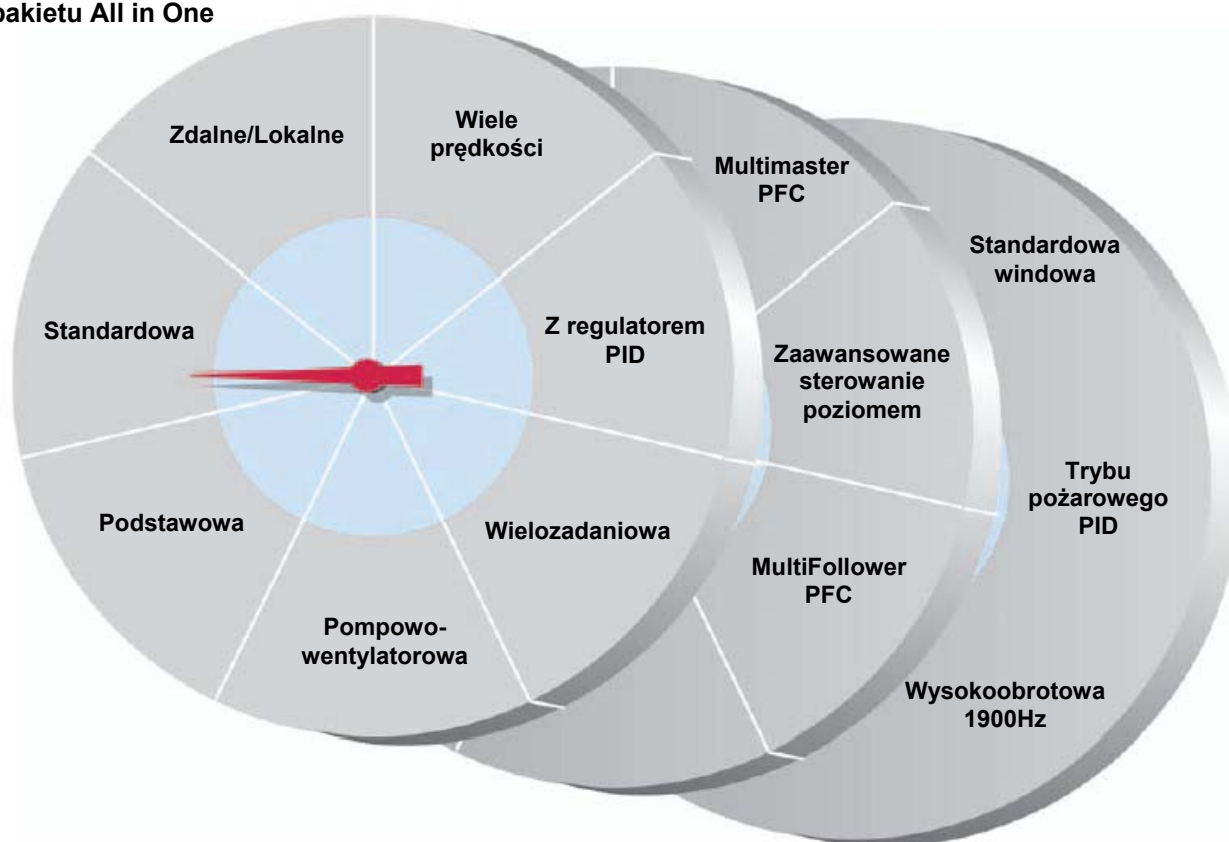 pakietu All in One
Zdalne/Lokalne
Wiele
prędkości
Standardowa
Z regulatorem
PID
Podstawowa
Wielozadaniowa
Pompowo-
wentylatorowa
Multimaster
PFC
Zaawansowane
sterowanie
poziomem
MultiFollower
PFC
Standardowa
windowa
Trybu
pożarowego
PID
Wysokoobrotowa
1900Hz